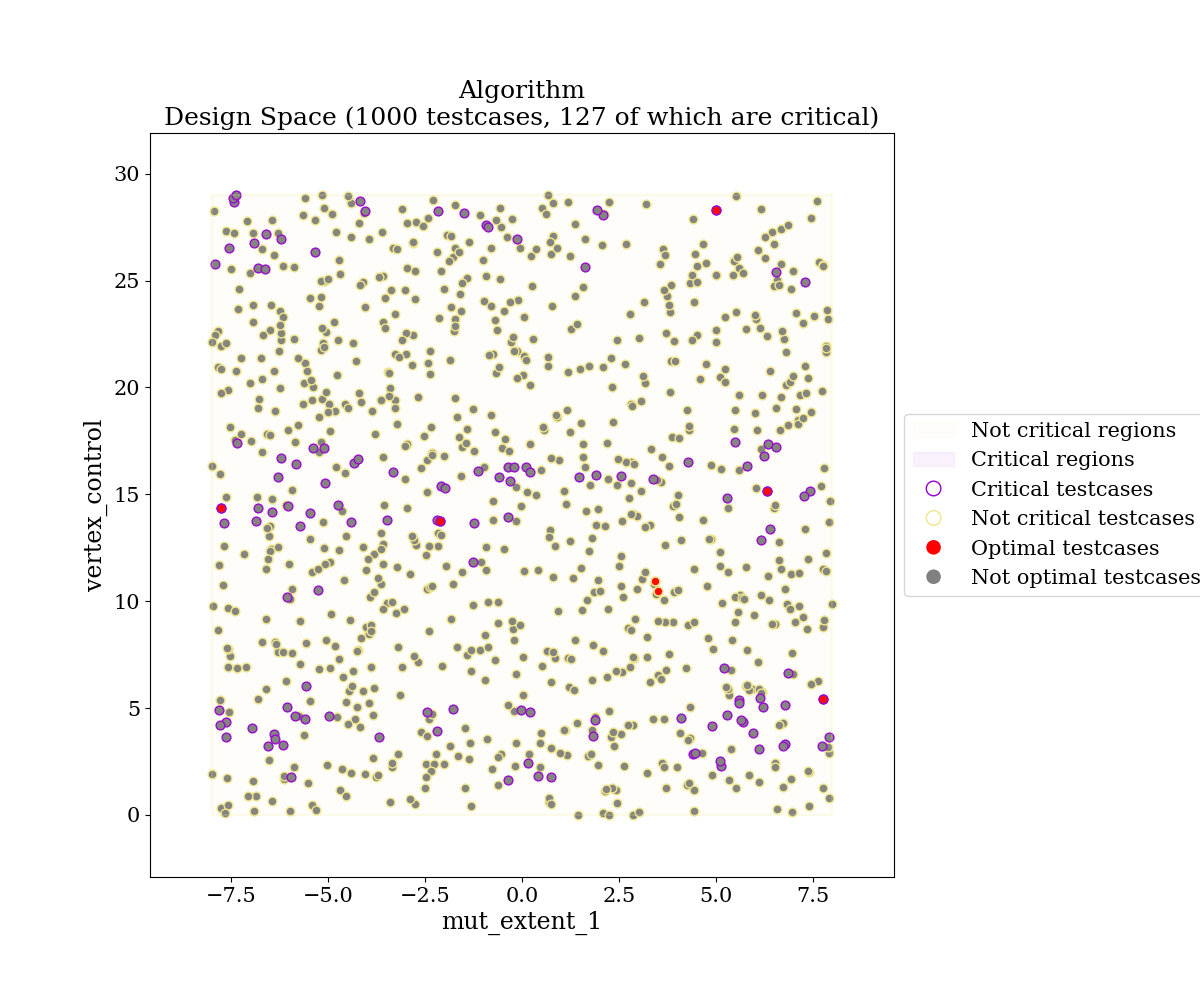 Algorithm
Design Space (1000 testcases, 127 of which are critical)
30
25
20
15
10
5
0
−7.5 −5.0 −2.5 0.0 2.5 5.0 7.5
mut_extent_1
vertex_control
Not critical regions
Critical regions
Critical testcases
Not critical testcases
Optimal testcases
Not optimal testcases